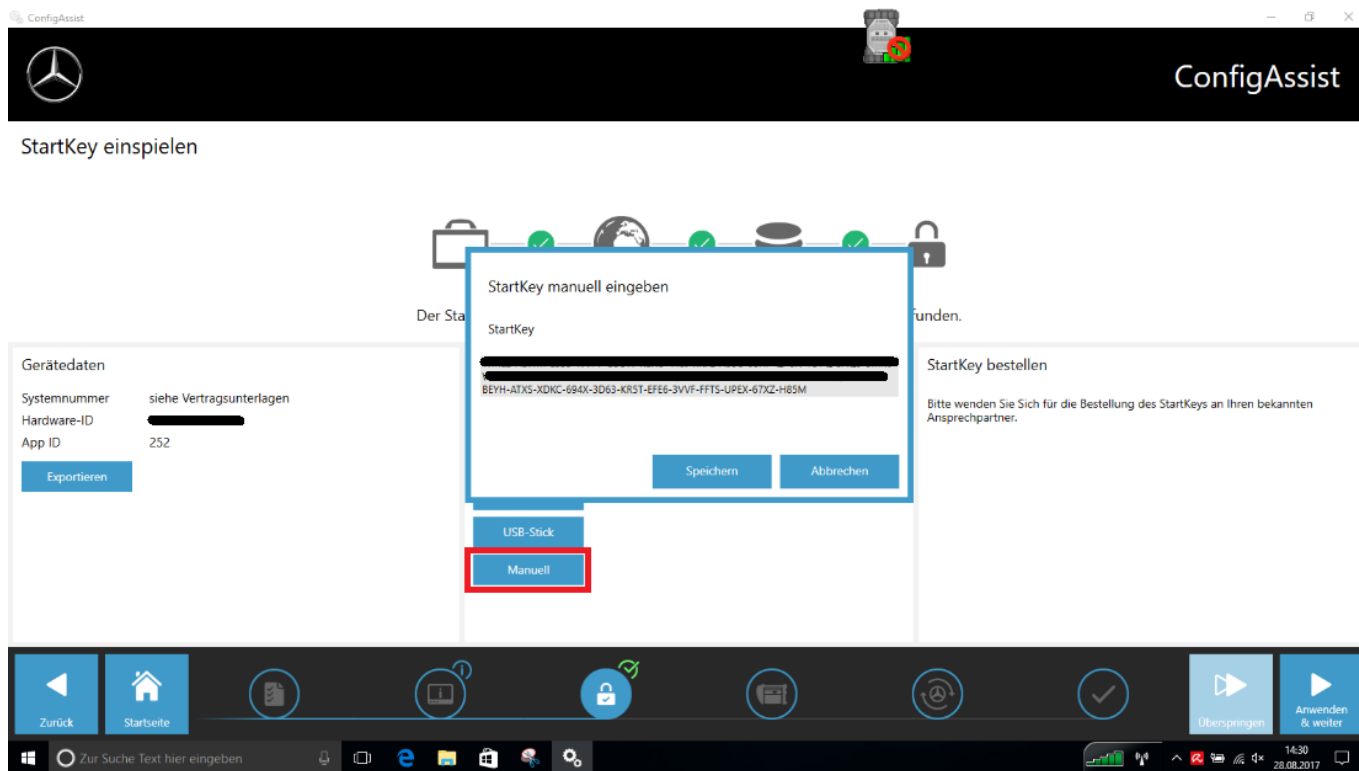 ConfigAssist
ConfigAssist
StartKey einspielen
Der Sta
funden.
StartKey manuell eingeben
StartKey
BEYH-ATXS-XDKC-694X-3D63-KR5T-EFE6-3VVF-FFTS-UPEX-67XZ-H85M
Speichern
Abbrechen
Gerätedaten
Systemnummer siehe Vertragsunterlagen
Hardware-ID
App ID 252
Exportieren
USB-Stick
Manuell
StartKey bestellen
Bitte wenden Sie Sich für die Bestellung des StartKeys an Ihren bekannten
Ansprechpartner.
Zurück
Startseite
Überspringen
Anwenden
& weiter
Zur Suche Text hier eingeben
14:30
28.08.2017